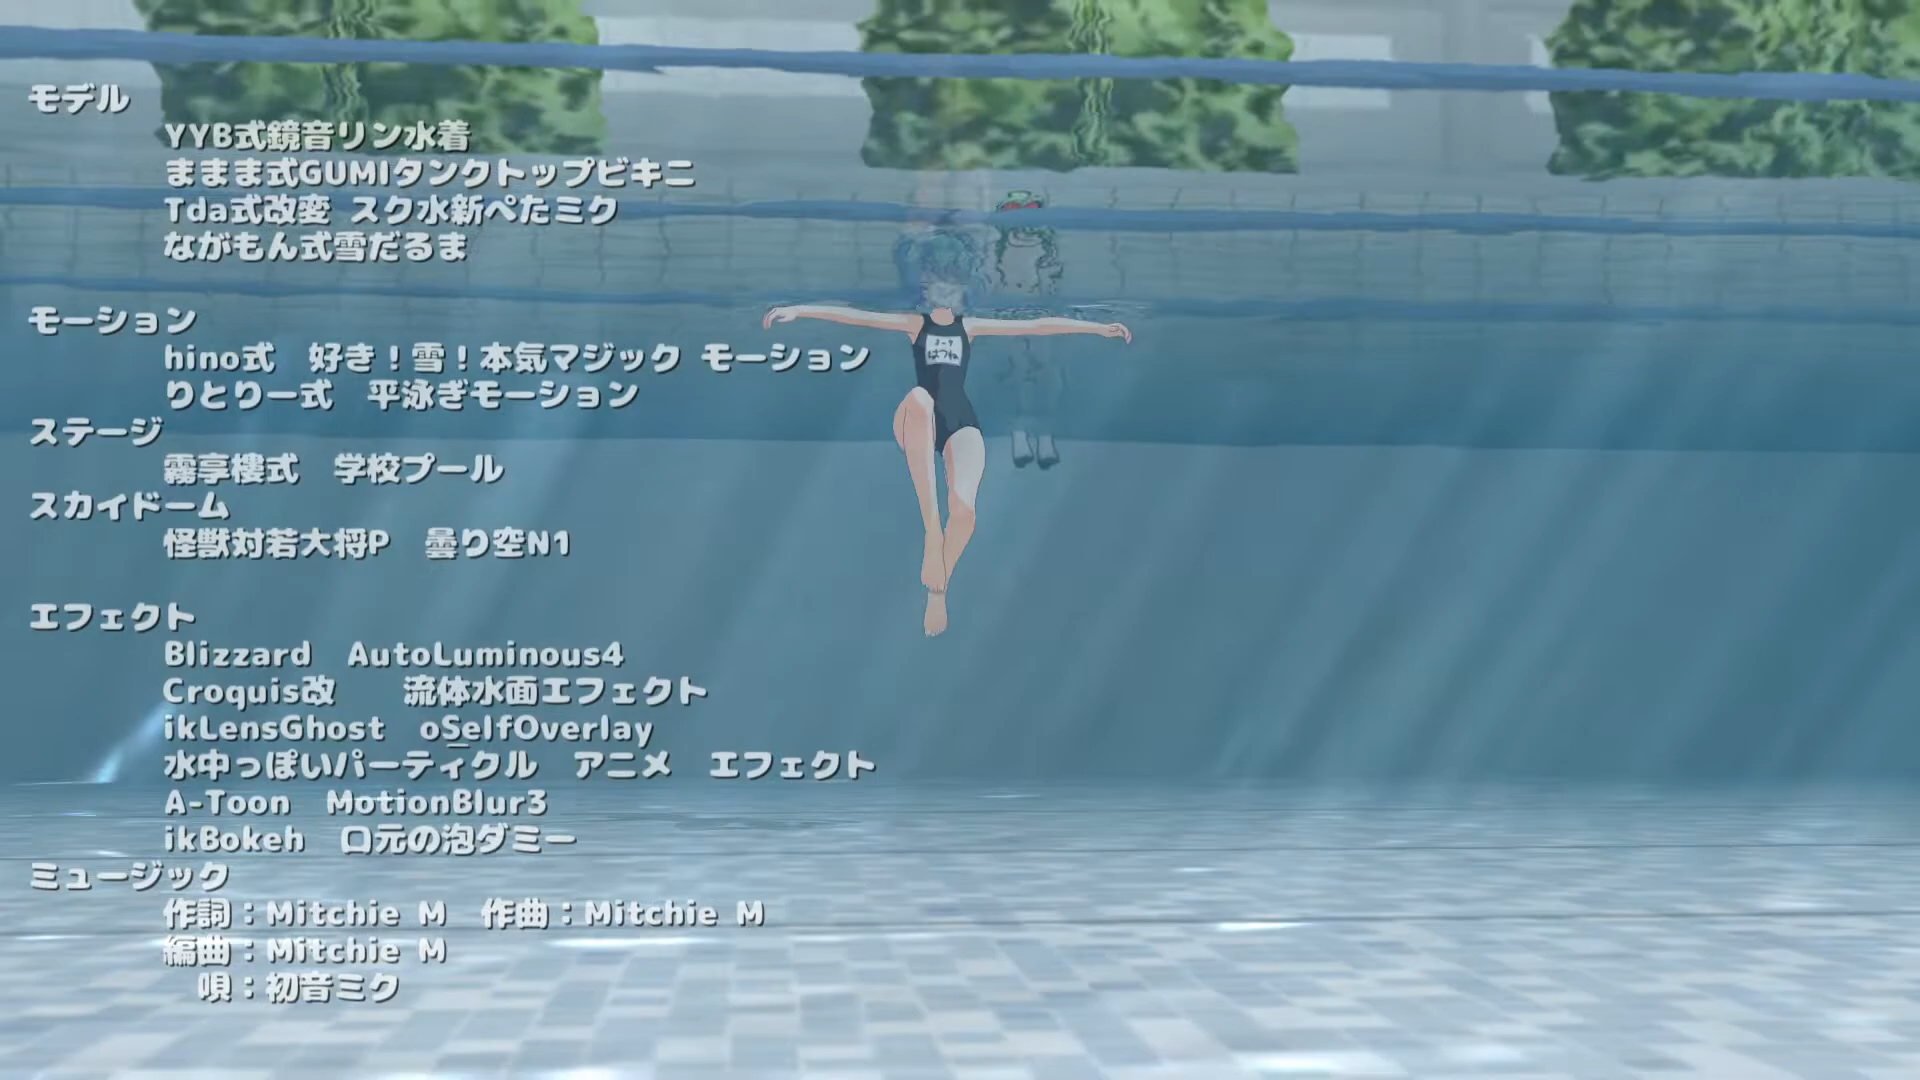 モデル
YYB式鏡音リン水着
ままま式GUMIタンクトップビキニ
Tda式改変 スク水新ぺたミク
ながもん式雪だるま
モーション
hino式　好き！雪！本気マジック モーション
りとりー式　平泳ぎモーション
ステージ
霧享樓式　学校プール
スカイドーム
怪獣対若大将P　曇り空N1
エフェクト
Blizzard　AutoLuminous4
Croquis改　　流体水面エフェクト
ikLensGhost　oSelfOverlay
水中っぽいパーティクル　アニメ　エフェクト
A-Toon　MotionBlur3
ikBokeh　口元の泡ダミー
ミュージック
作詞：Mitchie M　作曲：Mitchie M
編曲：Mitchie M
唄：初音ミク
はつね